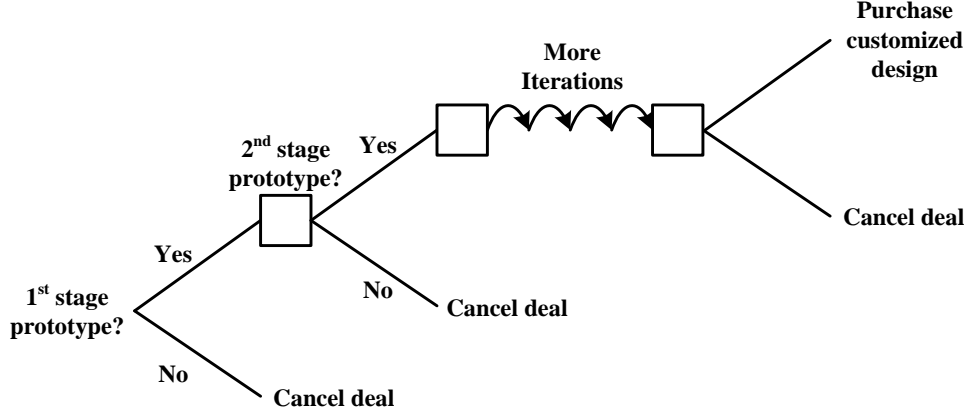 Purchase
customized
design
More
Iterations
2nd stage
prototype?
Yes
Cancel deal
Yes
No
1st stage
prototype?
Cancel deal
No
Cancel deal